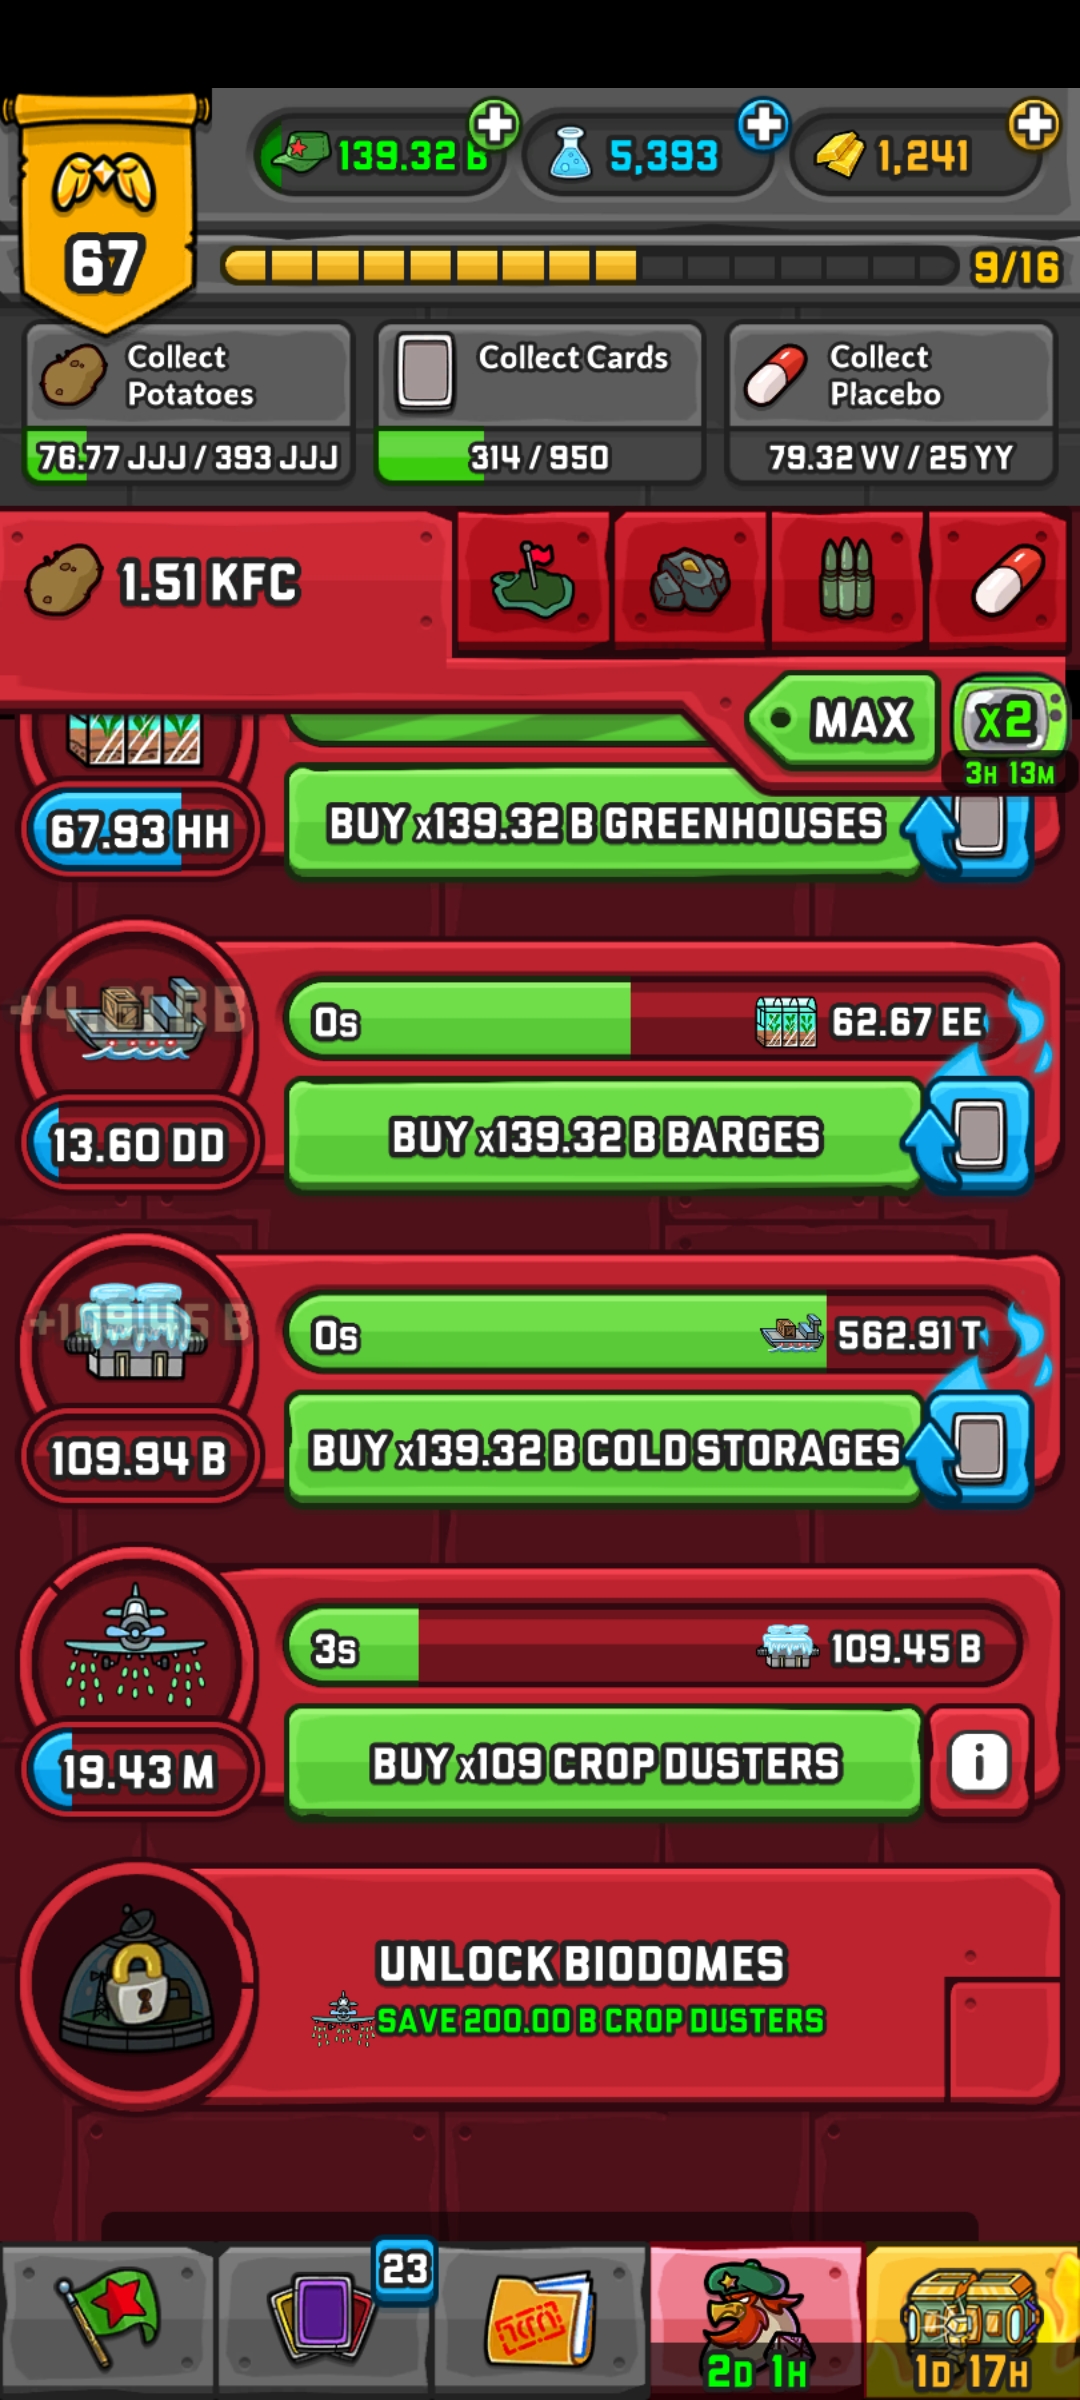 139.32 B
5,393
1,241
67
9/16
Collect
Potatoes
76.77 JJJ / 393 JJJ
Collect Cards
314 / 950
Collect
Placebo
79.32 VV / 25 YY
1.51 KFC
MAX
x2
3H 13M
67.93 HH
BUY x139.32 B GREENHOUSES
0s
62.67 EE
13.60 DD
BUY x139.32 B BARGES
+109.45 B
0s
562.91 T
109.94 B
BUY x139.32 B COLD STORAGES
3s
109.45 B
19.43 M
BUY x109 CROP DUSTERS
i
UNLOCK BIODOMES
SAVE 200.00 B CROP DUSTERS
23
2D 1H
1D 17H